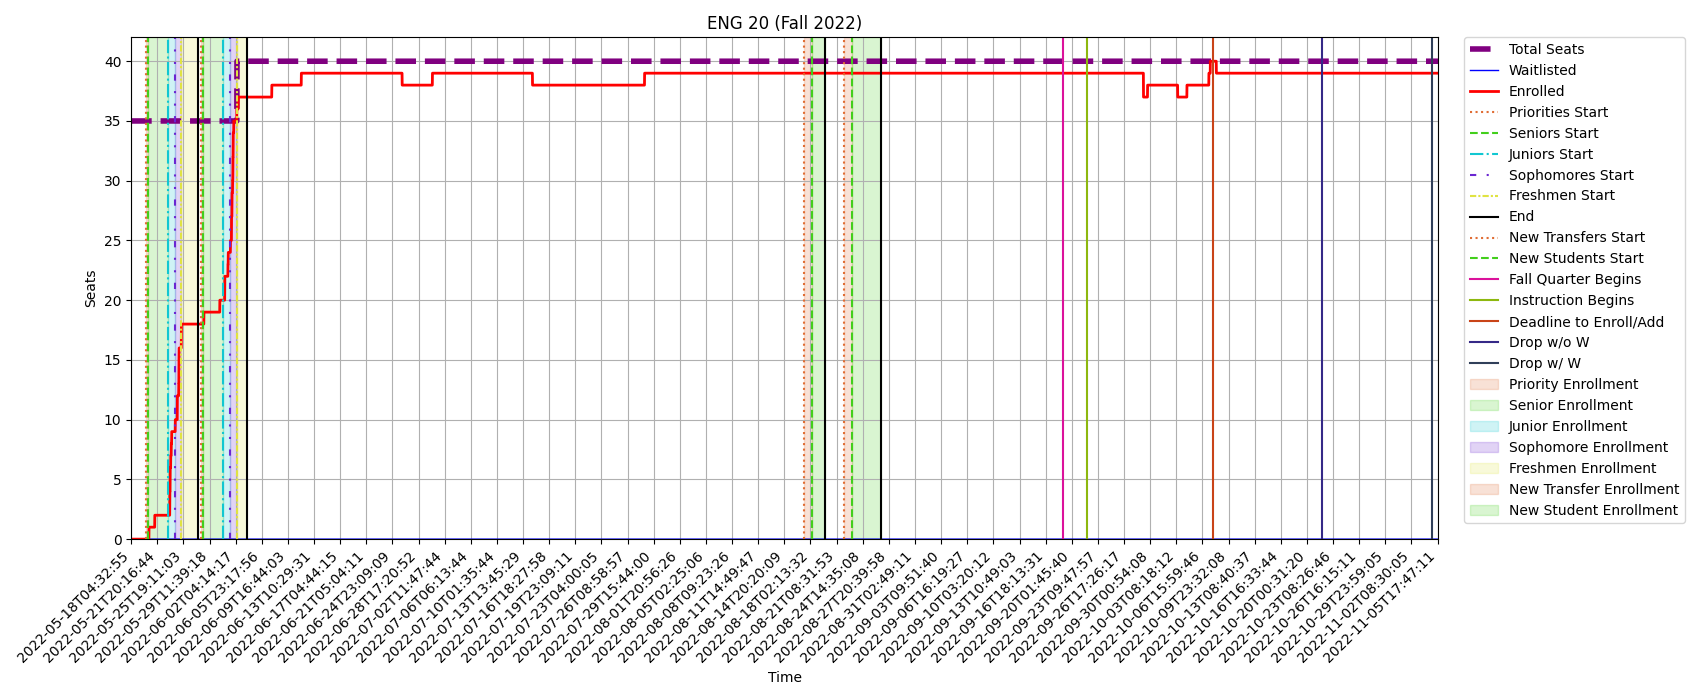 ENG 20 (Fall 2022)
Seats
40
35
30
25
20
15
10
5
0
2022-05-18T04:32:55
2022-05-21T20:16:44
2022-05-25T19:11:03
2022-05-29T11:39:18
2022-06-02T04:14:17
2022-06-05T23:17:56
2022-06-09T16:44:03
2022-06-13T10:29:31
2022-06-17T04:44:15
2022-06-21T05:04:11
2022-06-24T23:09:09
2022-06-28T17:20:52
2022-07-02T11:47:44
2022-07-06T06:13:44
2022-07-10T01:35:44
2022-07-13T13:45:29
2022-07-16T18:27:58
2022-07-19T23:09:11
2022-07-23T04:00:05
2022-07-26T08:58:57
2022-07-29T15:44:00
2022-08-01T20:56:26
2022-08-05T02:25:06
2022-08-08T09:23:26
2022-08-11T14:49:47
2022-08-14T20:20:09
2022-08-18T02:13:32
2022-08-21T08:31:53
2022-08-24T14:35:08
2022-08-27T20:39:58
2022-08-31T02:49:11
2022-09-03T09:51:40
2022-09-06T16:19:27
2022-09-10T03:20:12
2022-09-13T10:49:03
2022-09-16T18:13:31
2022-09-20T01:45:40
2022-09-23T09:47:57
2022-09-26T17:26:17
2022-09-30T00:54:08
2022-10-03T08:18:12
2022-10-06T15:59:46
2022-10-09T23:32:08
2022-10-13T08:40:37
2022-10-16T16:33:44
2022-10-20T00:31:20
2022-10-23T08:26:46
2022-10-26T16:15:11
2022-10-29T23:59:05
2022-11-02T08:30:05
2022-11-05T17:47:11
Time
Total Seats
Waitlisted
Enrolled
Priorities Start
Seniors Start
Juniors Start
Sophomores Start
Freshmen Start
End
New Transfers Start
New Students Start
Fall Quarter Begins
Instruction Begins
Deadline to Enroll/Add
Drop w/o W
Drop w/ W
Priority Enrollment
Senior Enrollment
Junior Enrollment
Sophomore Enrollment
Freshmen Enrollment
New Transfer Enrollment
New Student Enrollment